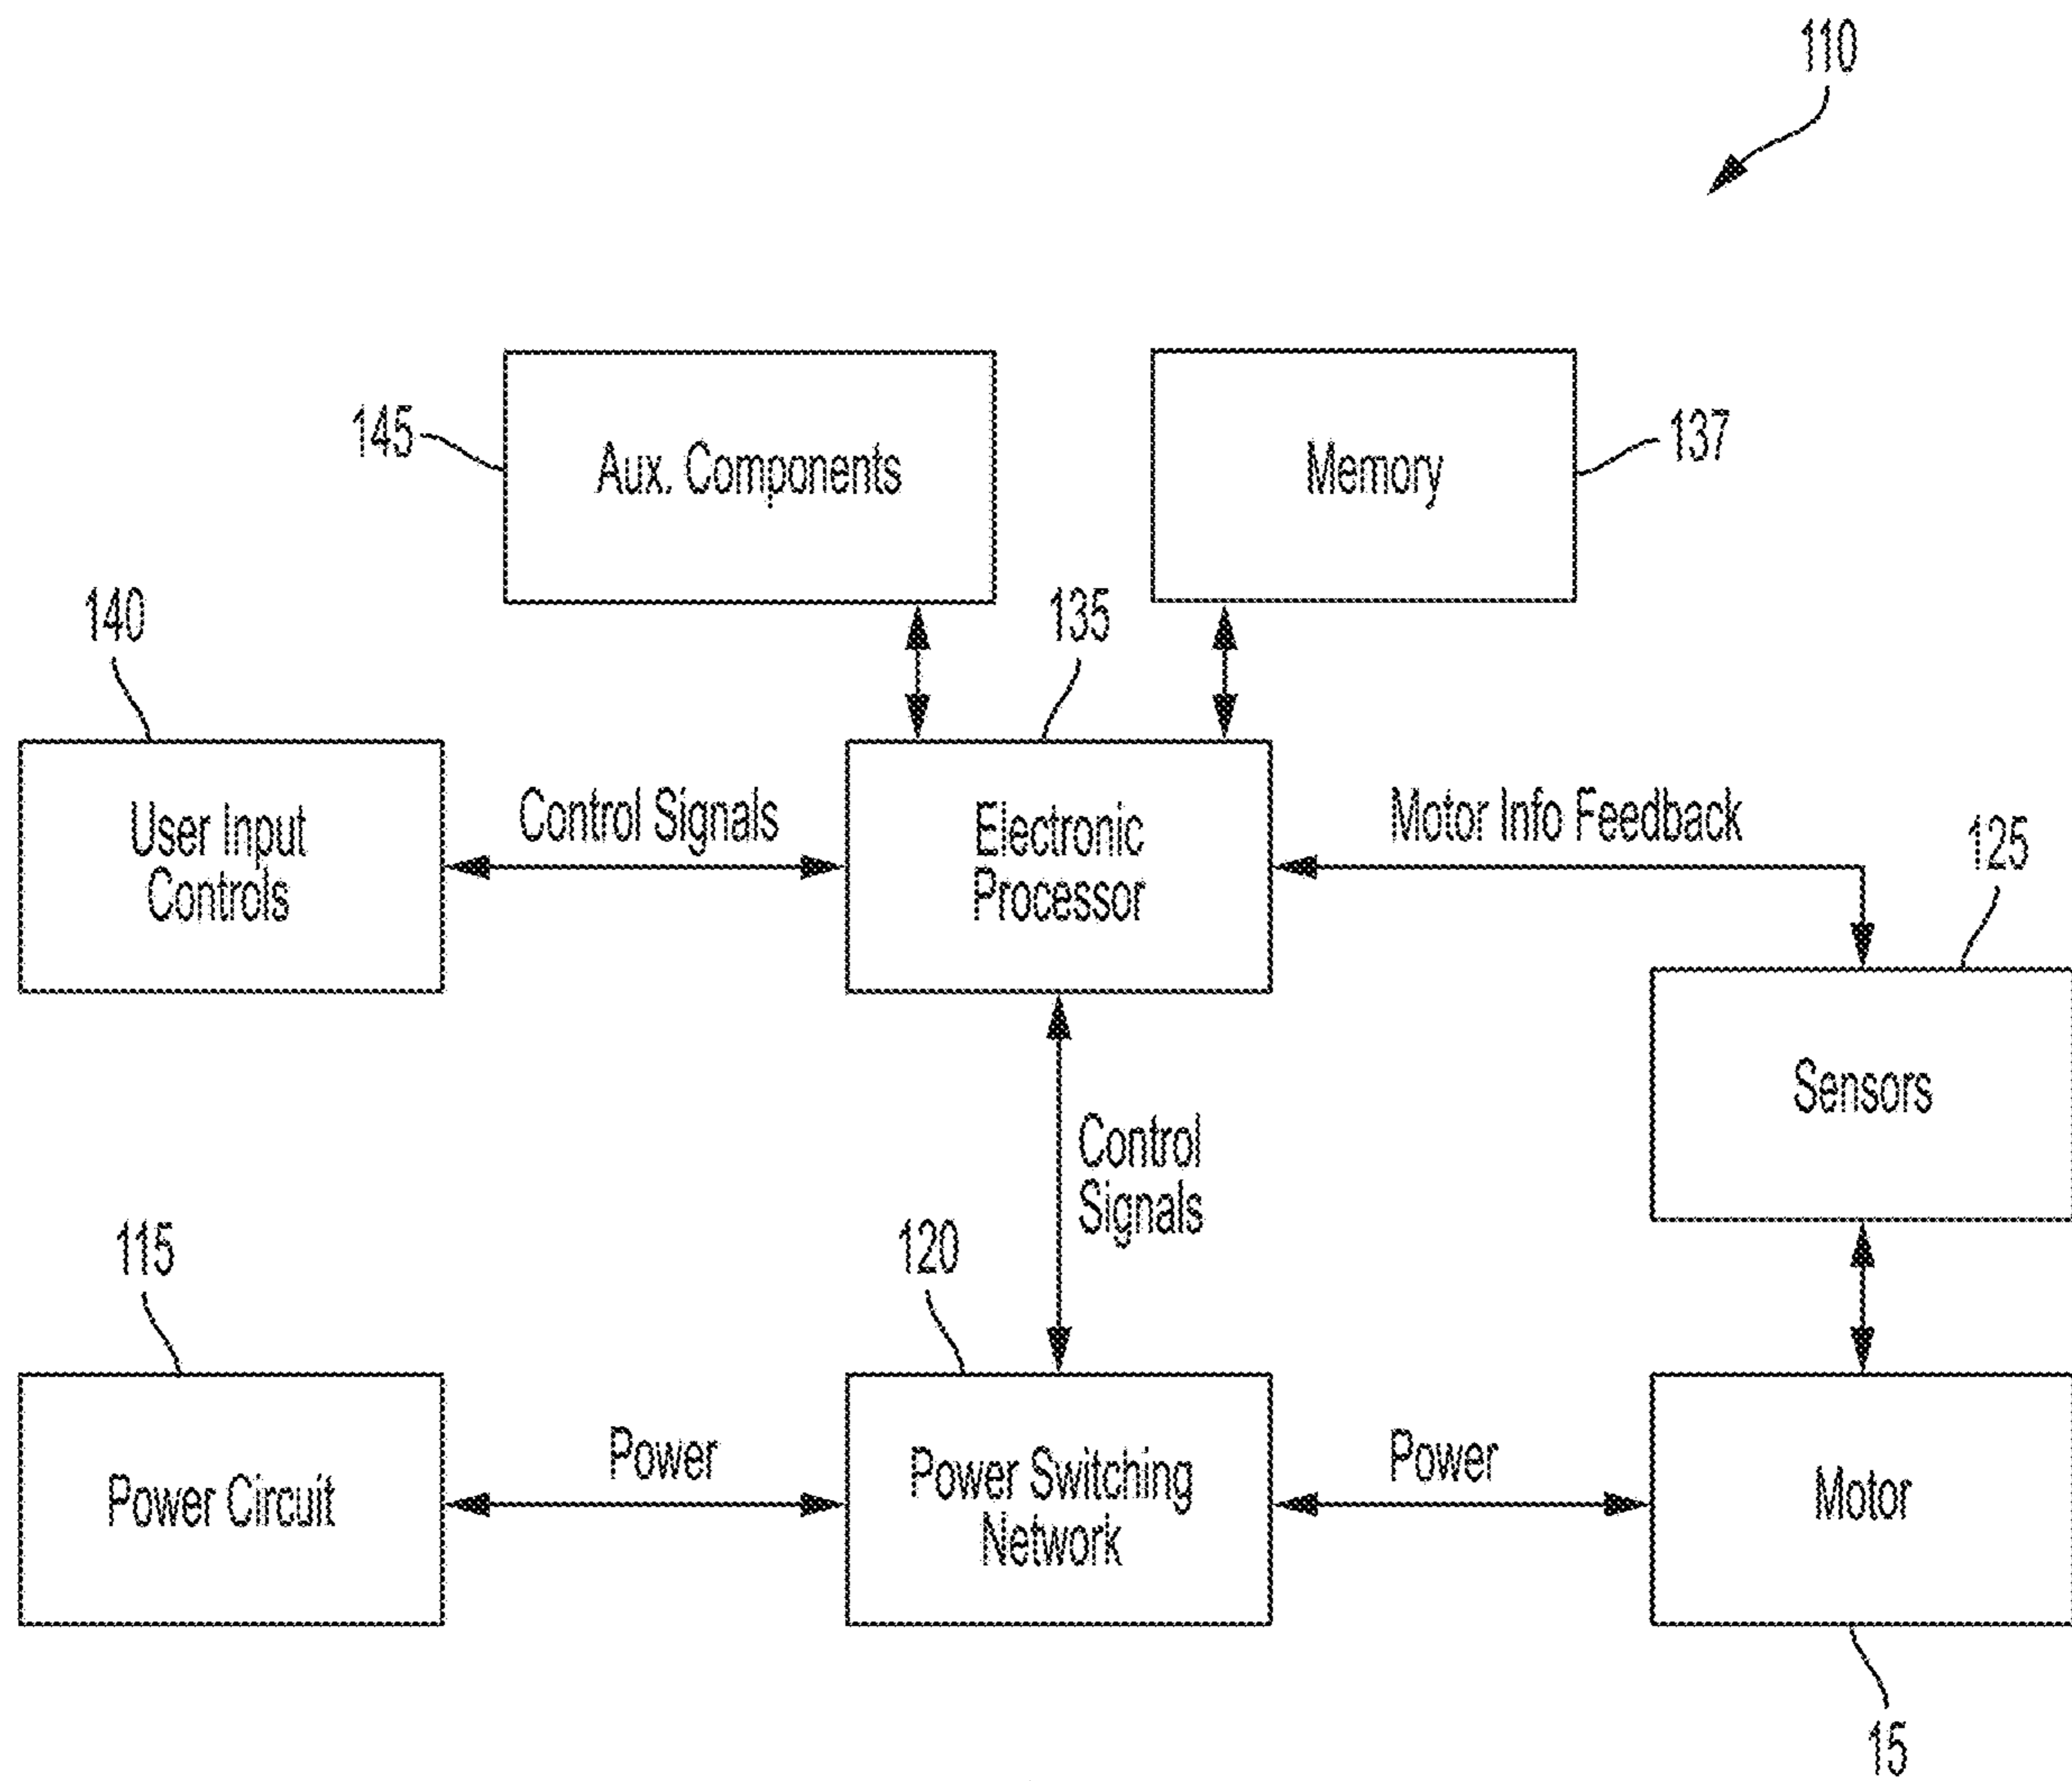 110
145
Aux. Components
Memory
137
140
135
User Input
Controls
Control Signals
Electronic
Processor
Motor Info Feedback
125
Sensors
Control
Signals
115
120
Power Circuit
Power
Power Switching
Network
Power
Motor
15